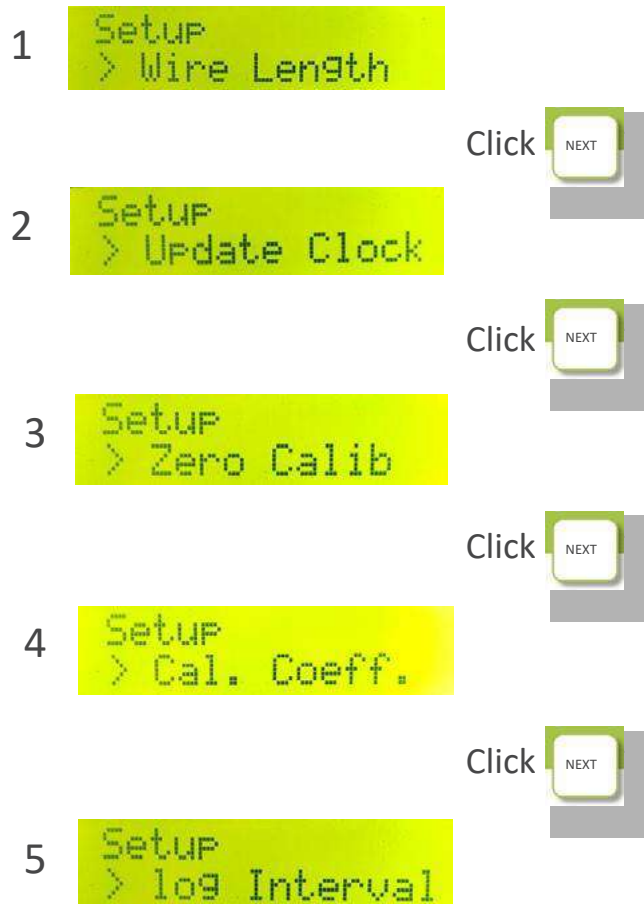 1
Setup
> Wire Length
Click NEXT
2
Setup
> Update Clock
Click NEXT
3
Setup
> Zero Calib
Click NEXT
4
Setup
> Cal. Coeff.
Click NEXT
5
Setup
> log Interval